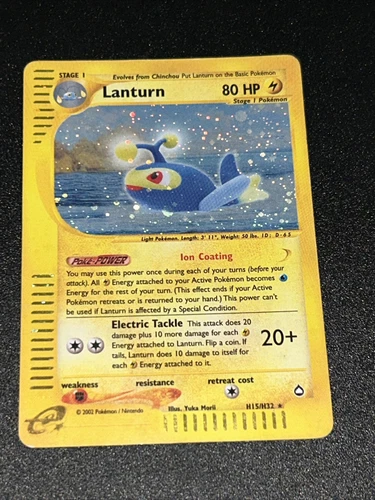 STAGE 1
Evolves from Chinchou Put Lanturn on the Basic Pokémon
Lanturn
80 HP
Stage 1 Pokémon
Light Pokémon. Length: 3' 11", Weight: 50 lbs. ID: D-65
POKé-POWER
Ion Coating
You may use this power once during each of your turns (before your
attack). All Energy attached to your Active Pokémon becomes
Energy for the rest of your turn. (This effect ends if your Active
Pokémon retreats or is returned to your hand.) This power can't
be used if Lanturn is affected by a Special Condition.
Electric Tackle This attack does 20
damage plus 10 more damage for each
Energy attached to Lanturn. Flip a coin. If
tails, Lanturn does 10 damage to itself for
each Energy attached to it.
20+
weakness
resistance
retreat cost
e
© 2002 Pokémon / Nintendo
Illus. Yuka Morii
H15/H32 ★